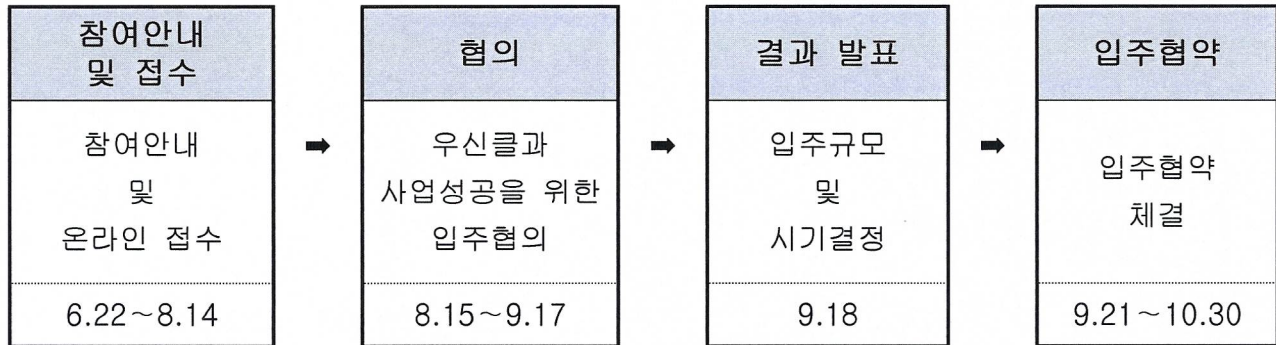 참여안내
및 접수
참여안내
및
온라인 접수
6.22～8.14
➡
협의
우신클과
사업성공을 위한
입주협의
8.15～9.17
➡
결과 발표
입주규모
및
시기결정
9.18
➡
입주협약
입주협약
체결
9.21～10.30